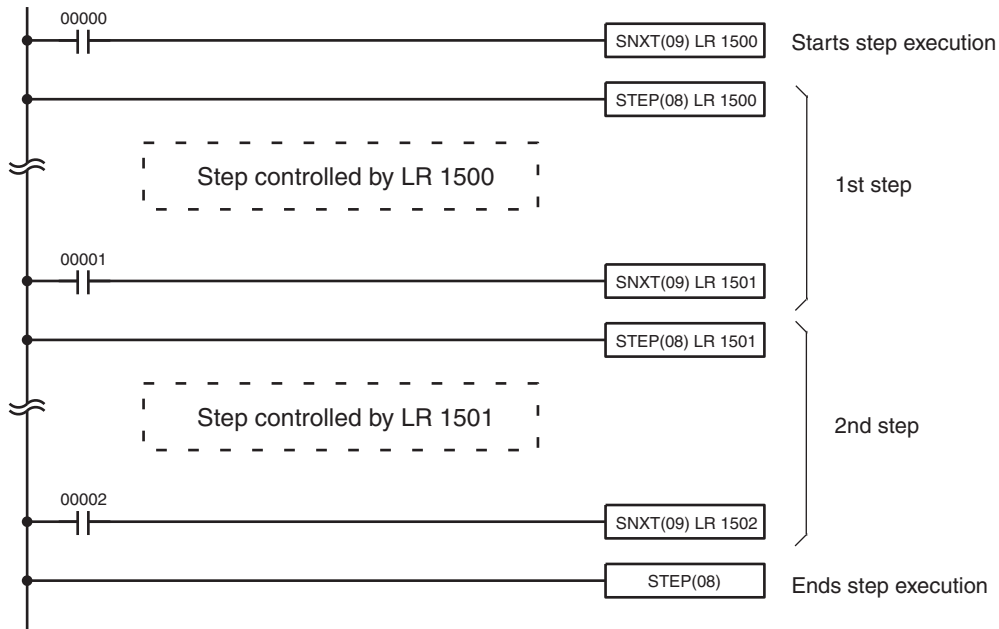 00000
SNXT(09) LR 1500
Starts step execution
STEP(08) LR 1500
Step controlled by LR 1500
1st step
00001
SNXT(09) LR 1501
STEP(08) LR 1501
Step controlled by LR 1501
2nd step
00002
SNXT(09) LR 1502
STEP(08)
Ends step execution